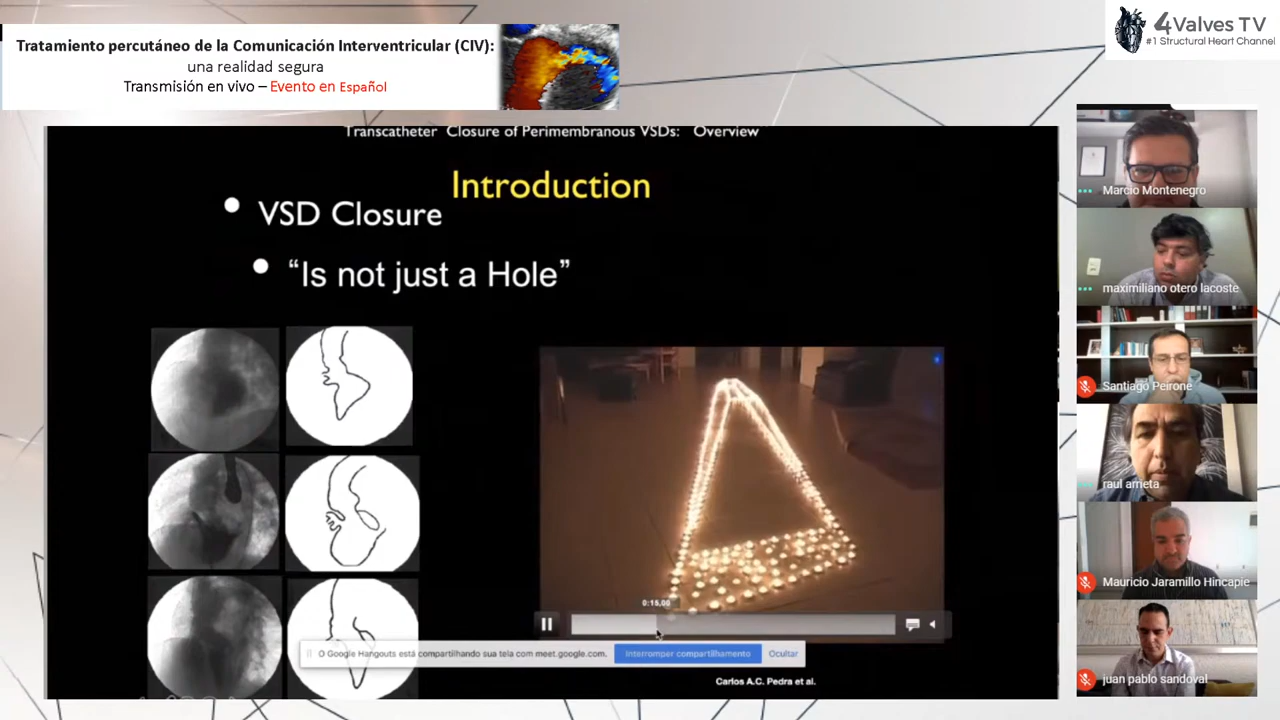 Tratamiento percutáneo de la Comunicación Interventricular (CIV):
una realidad segura
Transmisión en vivo – Evento en Español
4Valves TV
#1 Structural Heart Channel
Transcatheter Closure of Perimembranous VSDs: Overview
Introduction
• VSD Closure
• “Is not just a Hole”
0:15,00
O Google Hangouts está compartilhando sua tela com meet.google.com.
Interromper compartilhamento
Ocultar
Carlos A.C. Pedra et al.
Marcio Montenegro
maximiliano otero lacoste
Santiago Peirone
raul arrieta
Mauricio Jaramillo Hincapie
juan pablo sandoval